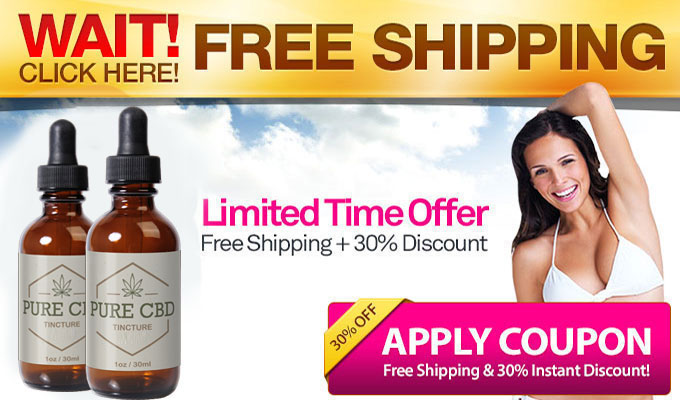 WAIT!
CLICK HERE!
FREE SHIPPING
Limited Time Offer
Free Shipping + 30% Discount
PURE CBD
TINCTURE
1oz / 30ml
PURE CBD
TINCTURE
1oz / 30ml
30% OFF
APPLY COUPON
Free Shipping & 30% Instant Discount!